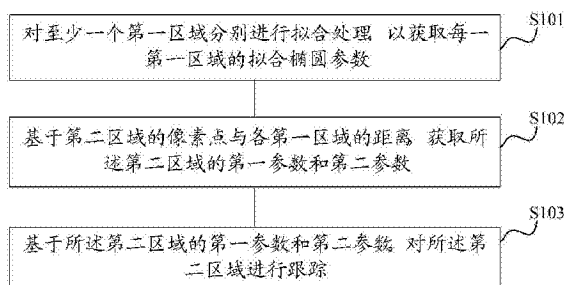 S101
对至少一个第一区域分别进行拟合处理,以获取每一
第一区域的拟合椭圆参数
S102
基于第二区域的像素点与各第一区域的距离,获取所
述第二区域的第一参数和第二参数
S103
基于所述第二区域的第一参数和第二参数,对所述第
二区域进行跟踪